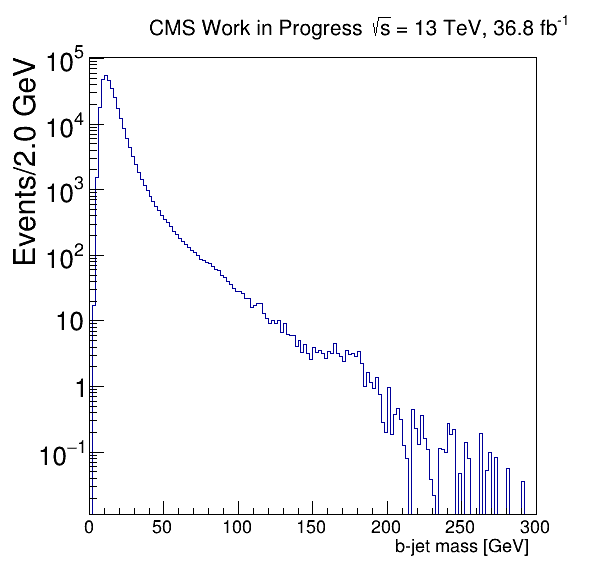 CMS Work in Progress √s = 13 TeV, 36.8 fb⁻¹
Events/2.0 GeV
10⁵
10⁴
10³
10²
10
1
10⁻¹
0 50 100 150 200 250 300
b-jet mass [GeV]